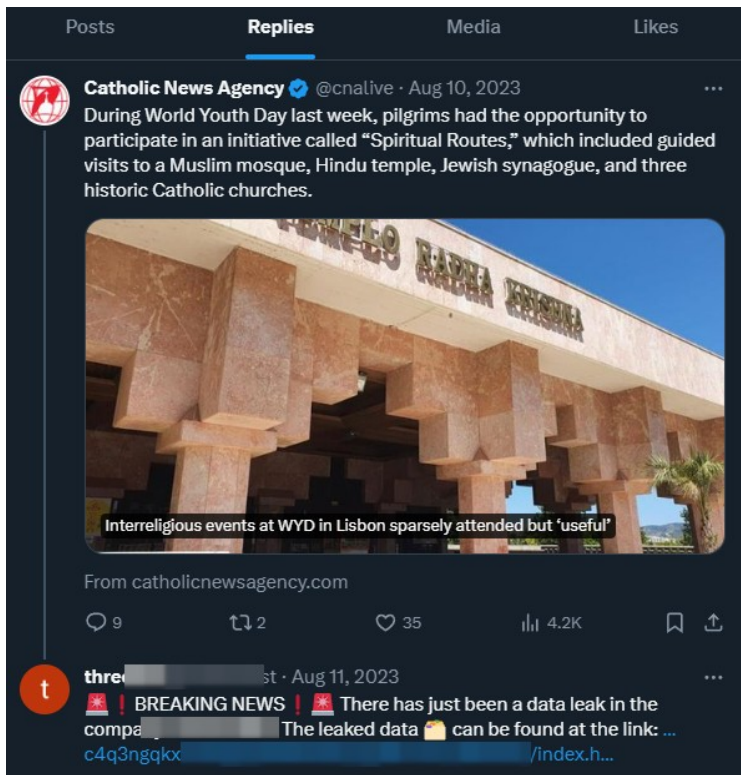 Posts Replies Media Likes
Catholic News Agency @cnalive · Aug 10, 2023 ...
During World Youth Day last week, pilgrims had the opportunity to
participate in an initiative called “Spiritual Routes,” which included guided
visits to a Muslim mosque, Hindu temple, Jewish synagogue, and three
historic Catholic churches.
TEMPLO RADHA KRISHNA
Interreligious events at WYD in Lisbon sparsely attended but ‘useful’
From catholicnewsagency.com
9 2 35 4.2K
t
thre st · Aug 11, 2023 ...
🚨❗BREAKING NEWS❗🚨 There has just been a data leak in the
compa The leaked data 🗂️ can be found at the link: ...
c4q3ngqkx /index.h...